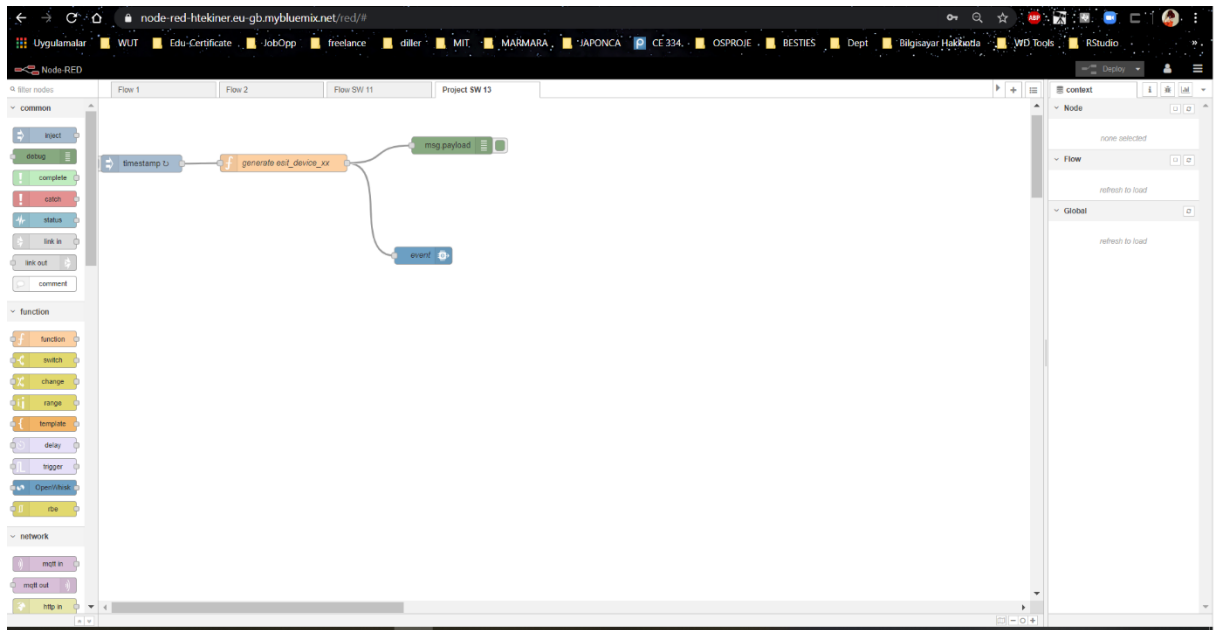 node-red-htekiner.eu-gb.mybluemix.net/red/#
ABP
Uygulamalar WUT Edu-Certificate JobOpp freelance diller MIT MARMARA JAPONCA P CE 334. OSPROJE BESTIES Dept Bilgisayar Hakkında WD Tools RStudio »
Node-RED Deploy
filter nodes Flow 1 Flow 2 Flow SW 11 Project SW 13 context
common
inject
debug
complete
catch
status
link in
link out
comment
function
function
switch
change
range
template
delay
trigger
OpenWhisk
rbe
network
mqtt in
mqtt out
http in
timestamp ↻
generate eeit_device_xx
msg.payload
event
Node
none selected
Flow
refresh to load
Global
refresh to load